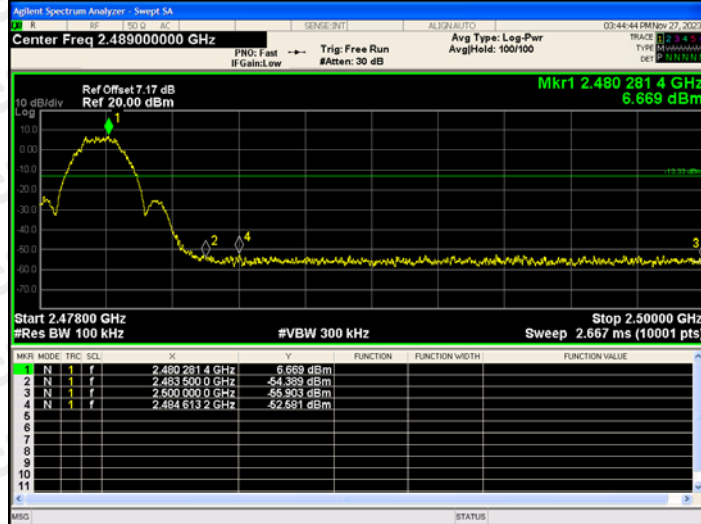 Agilent Spectrum Analyzer - Swept SA
LXI R RF 50 Ω AC SENSE:INT ALIGNAUTO 03:44:44 PM Nov 27, 2023
Center Freq 2.489000000 GHz
PNO: Fast
IFGain:Low
Trig: Free Run
#Atten: 30 dB
Avg Type: Log-Pwr
Avg|Hold: 100/100
TRACE 1 2 3 4 5
TYPE M
DET P N N N N
Ref Offset 7.17 dB
Ref 20.00 dBm
10 dB/div
Log
Mkr1 2.480 281 4 GHz
6.669 dBm
10.0
0.00
-10.0
-20.0
-30.0
-40.0
-50.0
-60.0
-70.0
1
2
4
3
-13.33 dBm
Start 2.47800 GHz
Stop 2.50000 GHz
#Res BW 100 kHz
#VBW 300 kHz
Sweep 2.667 ms (10001 pts)
MKR MODE TRC SCL X Y FUNCTION FUNCTION WIDTH FUNCTION VALUE
1 N 1 f 2.480 281 4 GHz 6.669 dBm
2 N 1 f 2.483 500 0 GHz -54.389 dBm
3 N 1 f 2.500 000 0 GHz -55.903 dBm
4 N 1 f 2.484 613 2 GHz -52.581 dBm
5
6
7
8
9
10
11
MSG
STATUS